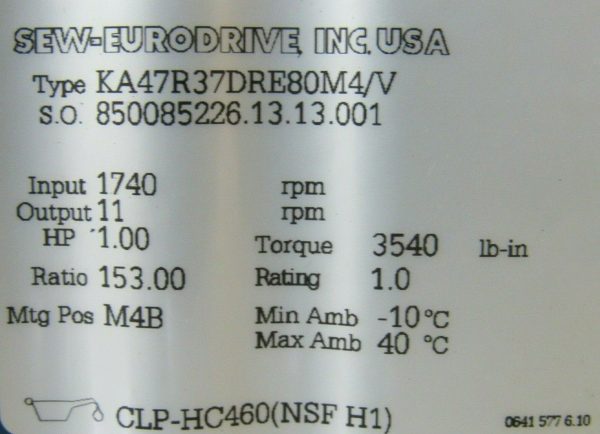 SEW-EURODRIVE, INC. USA
Type KA47R37DRE80M4/V
S.O. 850085226.13.13.001
Input 1740 rpm
Output 11 rpm
HP 1.00 Torque 3540 lb-in
Ratio 153.00 Rating 1.0
Mtg Pos M4B Min Amb -10 °C
Max Amb 40 °C
CLP-HC460(NSF H1) 0641 577 6.10